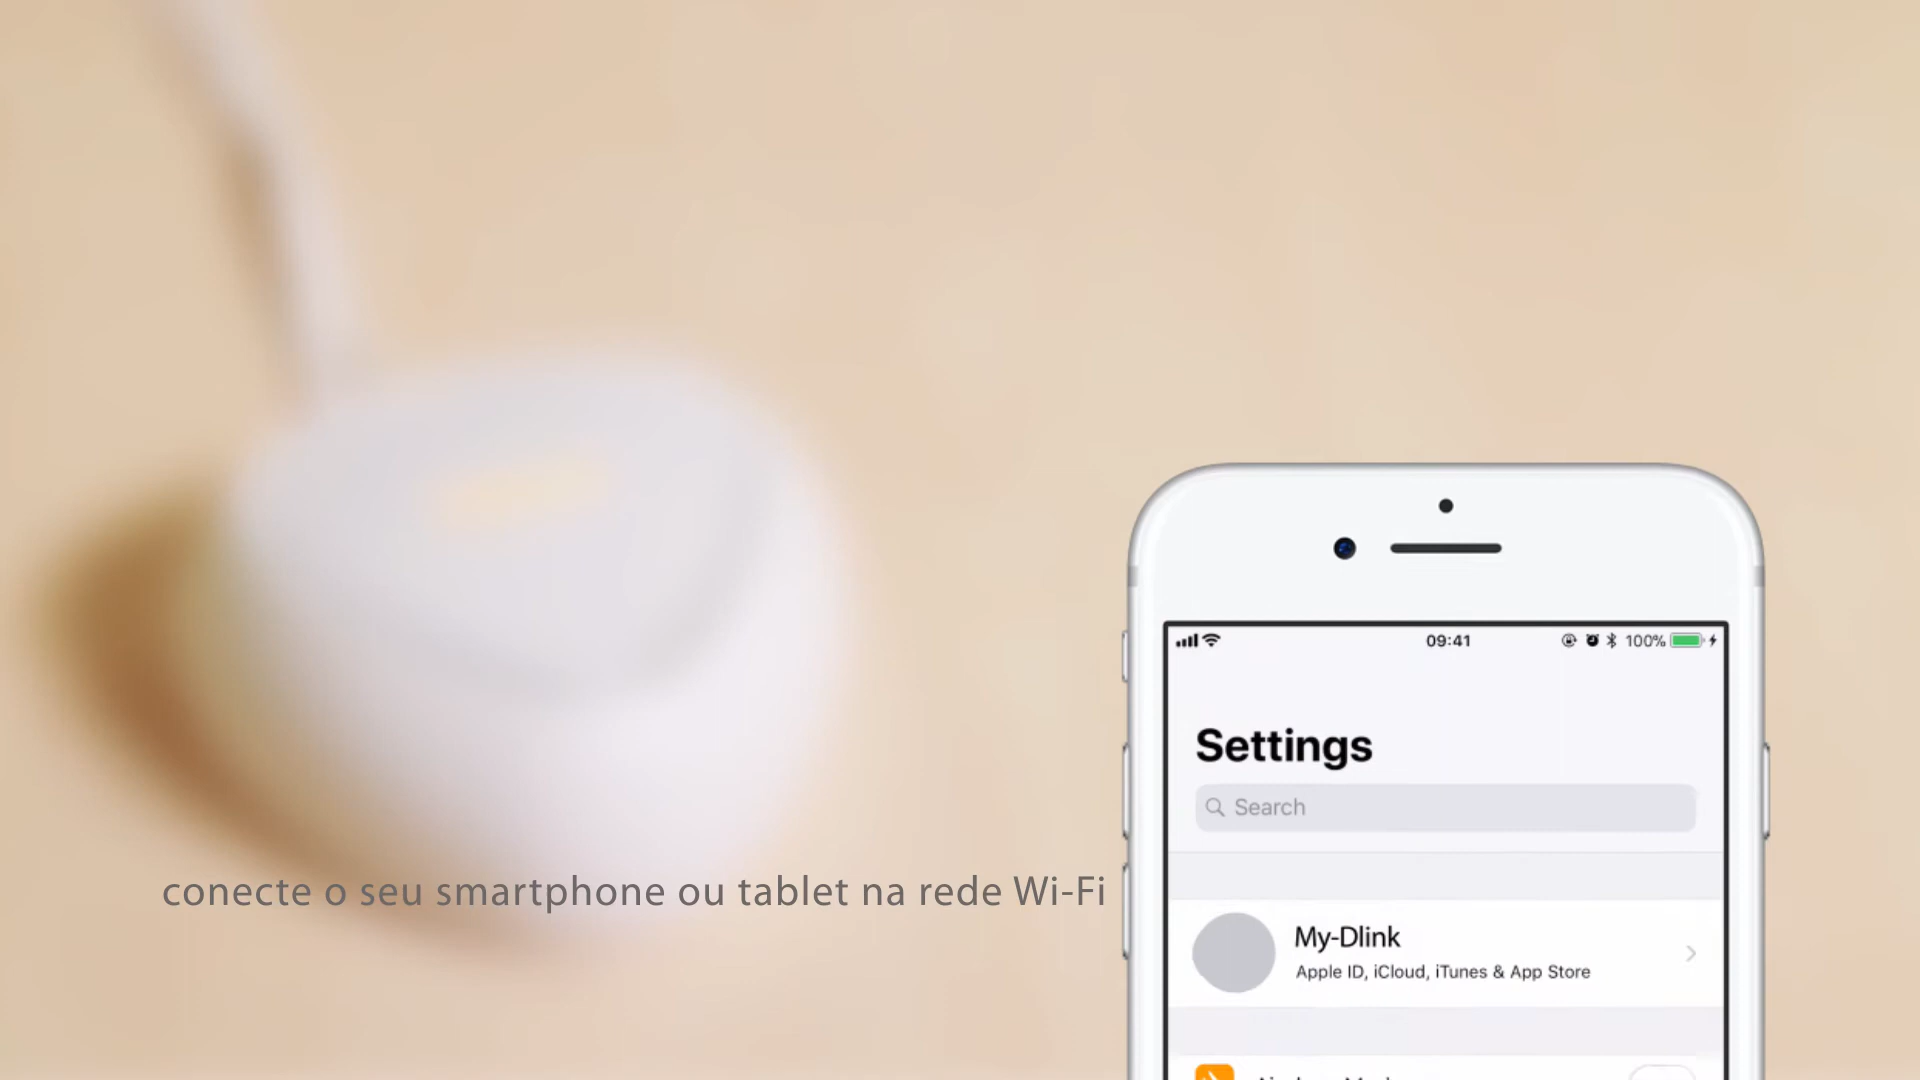 09:41
100%
Settings
Search
conecte o seu smartphone ou tablet na rede Wi-Fi
My-Dlink
Apple ID, iCloud, iTunes & App Store